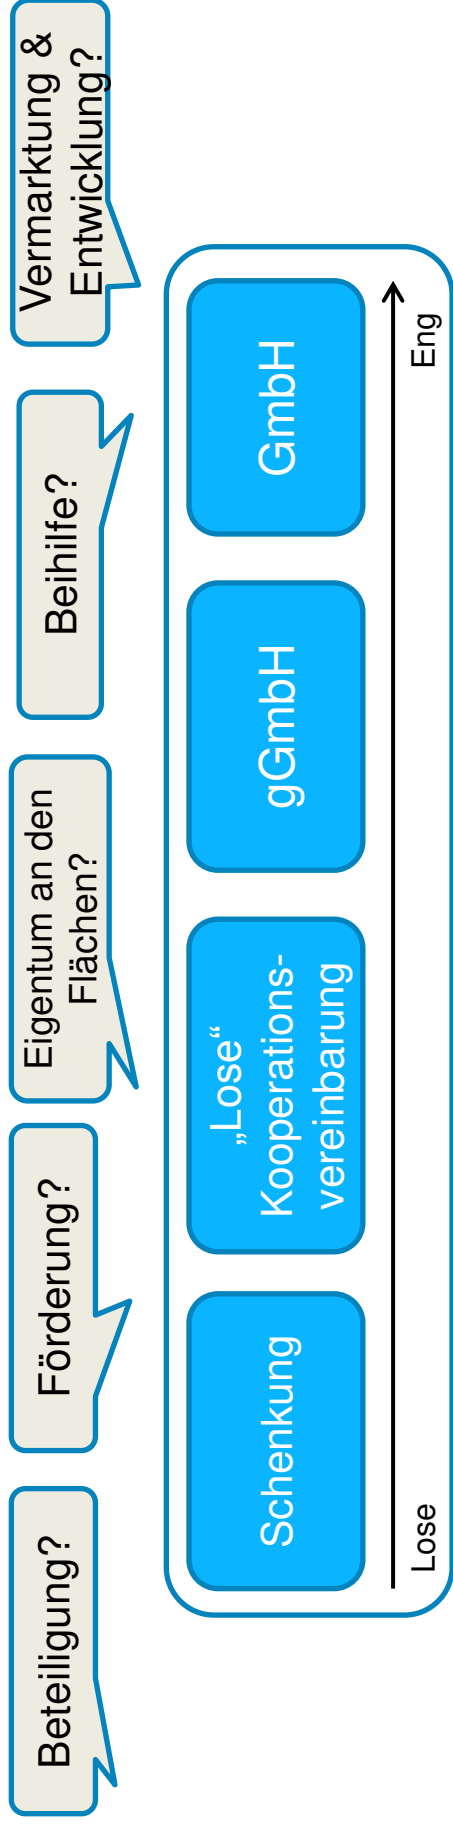 Beteiligung?
Förderung?
Eigentum an den
Flächen?
Beihilfe?
Vermarktung &
Entwicklung?
Schenkung
„Lose“
Kooperations-
vereinbarung
gGmbH
GmbH
Lose
Eng